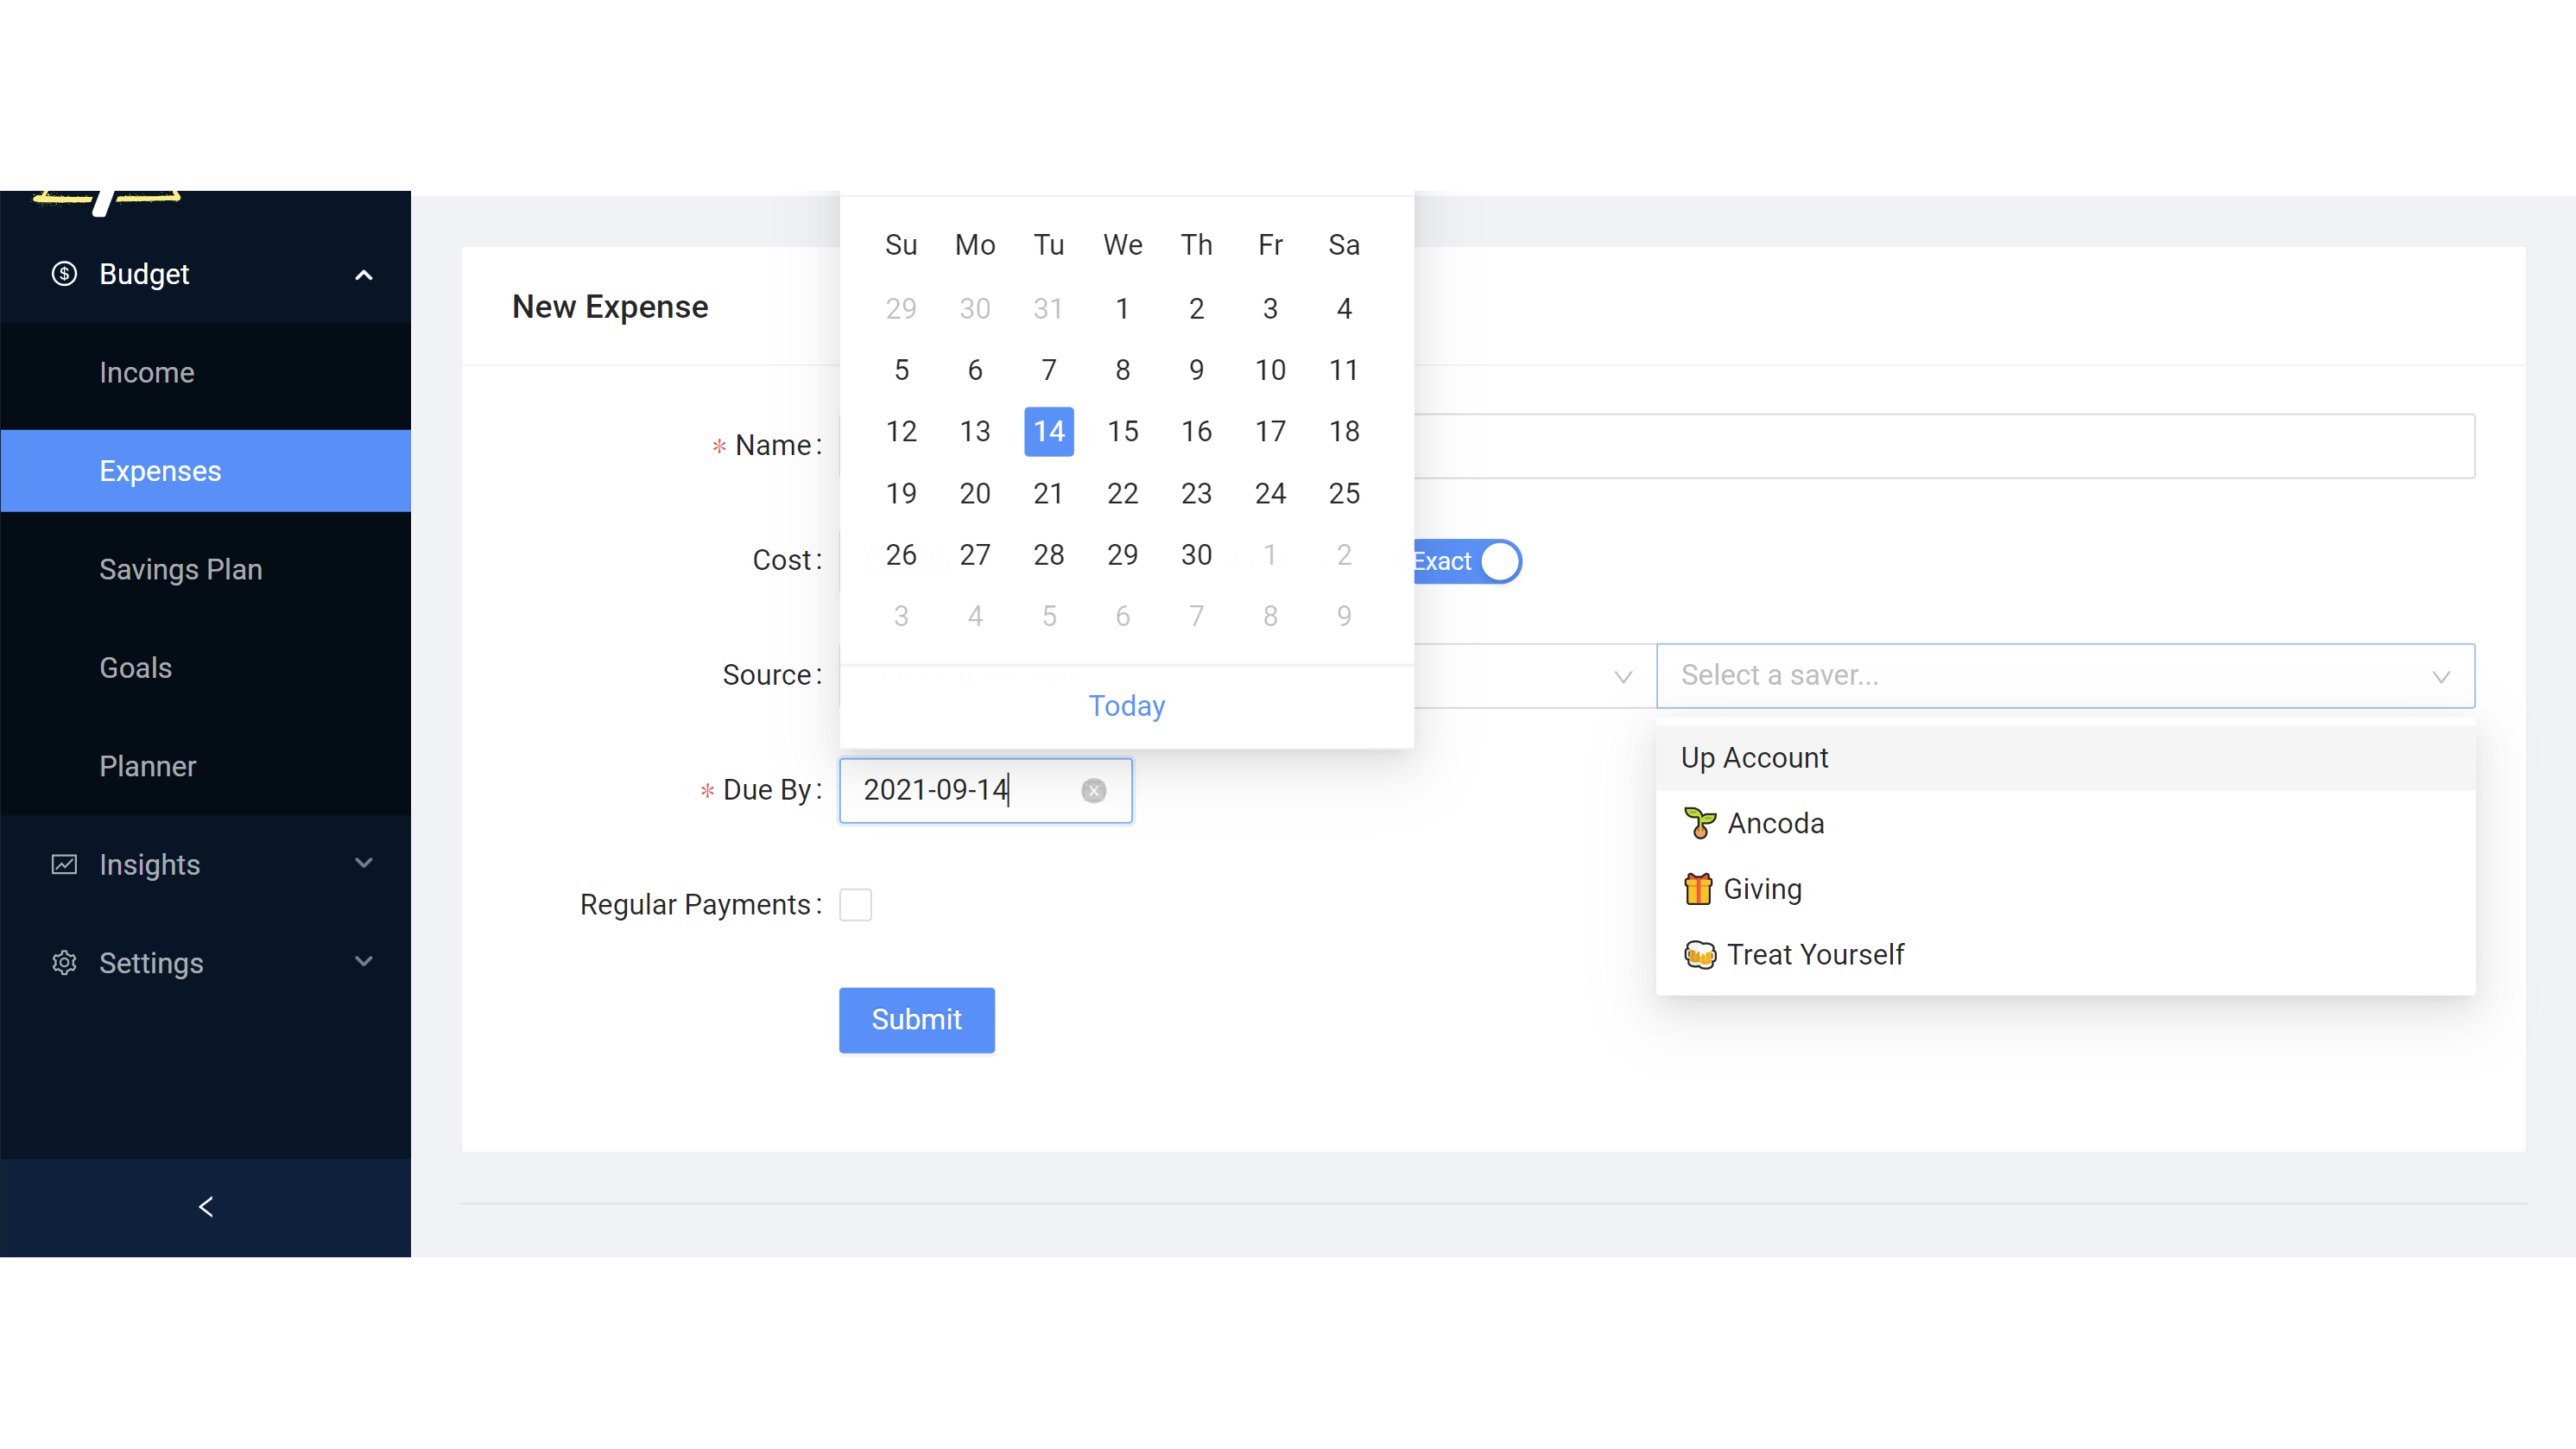 Budget
Income
Expenses
Savings Plan
Goals
Planner
Insights
Settings
New Expense
* Name:
Cost:
Exact
Source:
Select a saver...
Up Account
Ancoda
Giving
Treat Yourself
* Due By:
2021-09-14
Regular Payments:
Submit
Su Mo Tu We Th Fr Sa
29 30 31 1 2 3 4
5 6 7 8 9 10 11
12 13 14 15 16 17 18
19 20 21 22 23 24 25
26 27 28 29 30 1 2
3 4 5 6 7 8 9
Today